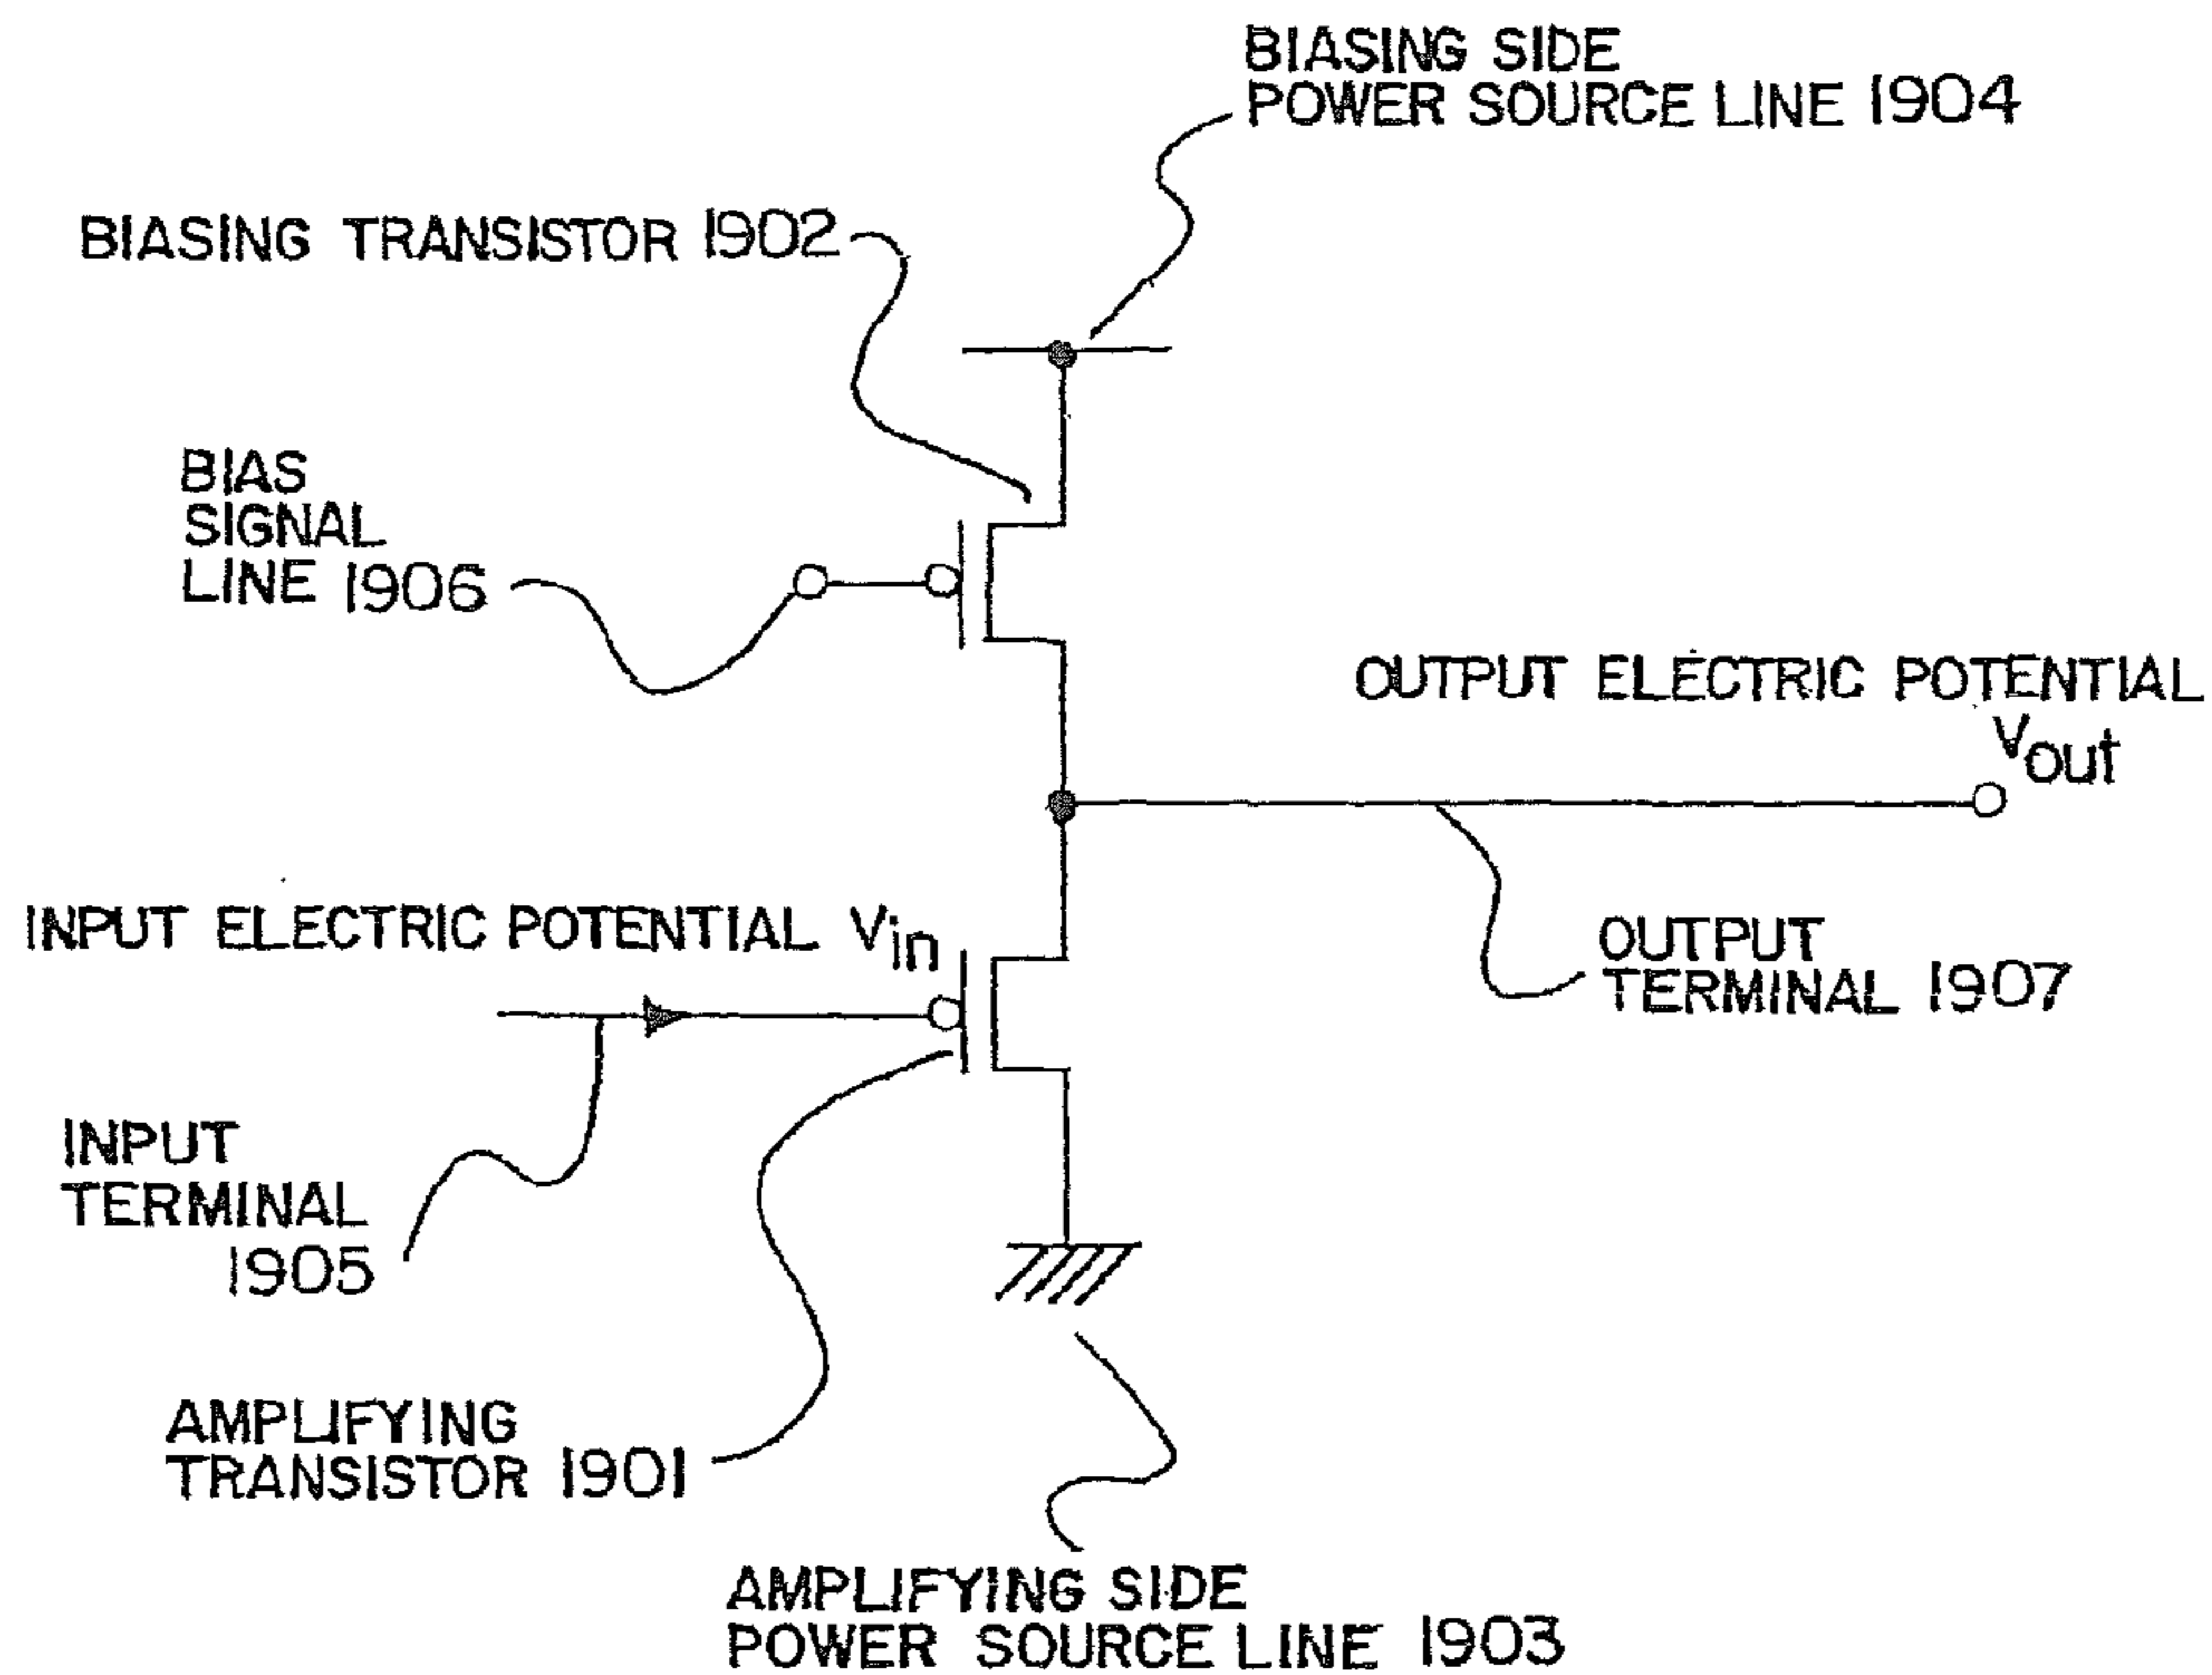 BIASING SIDE
POWER SOURCE LINE 1904
BIASING TRANSISTOR 1902
BIAS
SIGNAL
LINE 1906
OUTPUT ELECTRIC POTENTIAL
Vout
INPUT ELECTRIC POTENTIAL Vin
OUTPUT
TERMINAL 1907
INPUT
TERMINAL
1905
AMPLIFYING
TRANSISTOR 1901
AMPLIFYING SIDE
POWER SOURCE LINE 1903